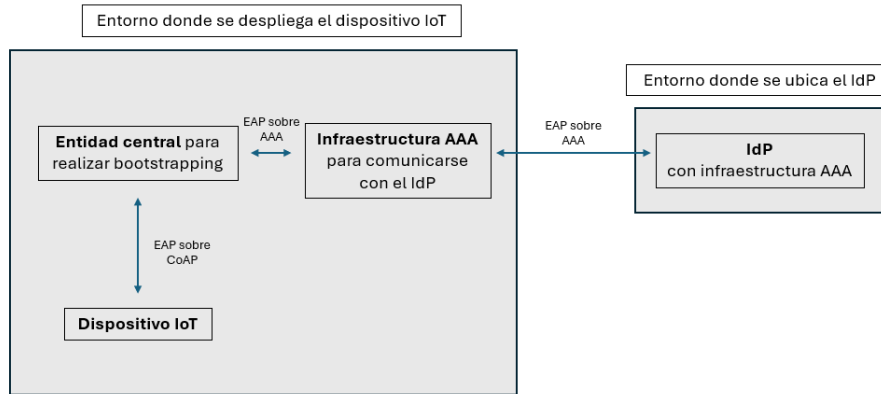 Entorno donde se despliega el dispositivo IoT
Entorno donde se ubica el IdP
Entidad central para
realizar bootstrapping
EAP sobre
AAA
Infraestructura AAA
para comunicarse
con el IdP
EAP sobre
AAA
IdP
con infraestructura AAA
EAP sobre
CoAP
Dispositivo IoT